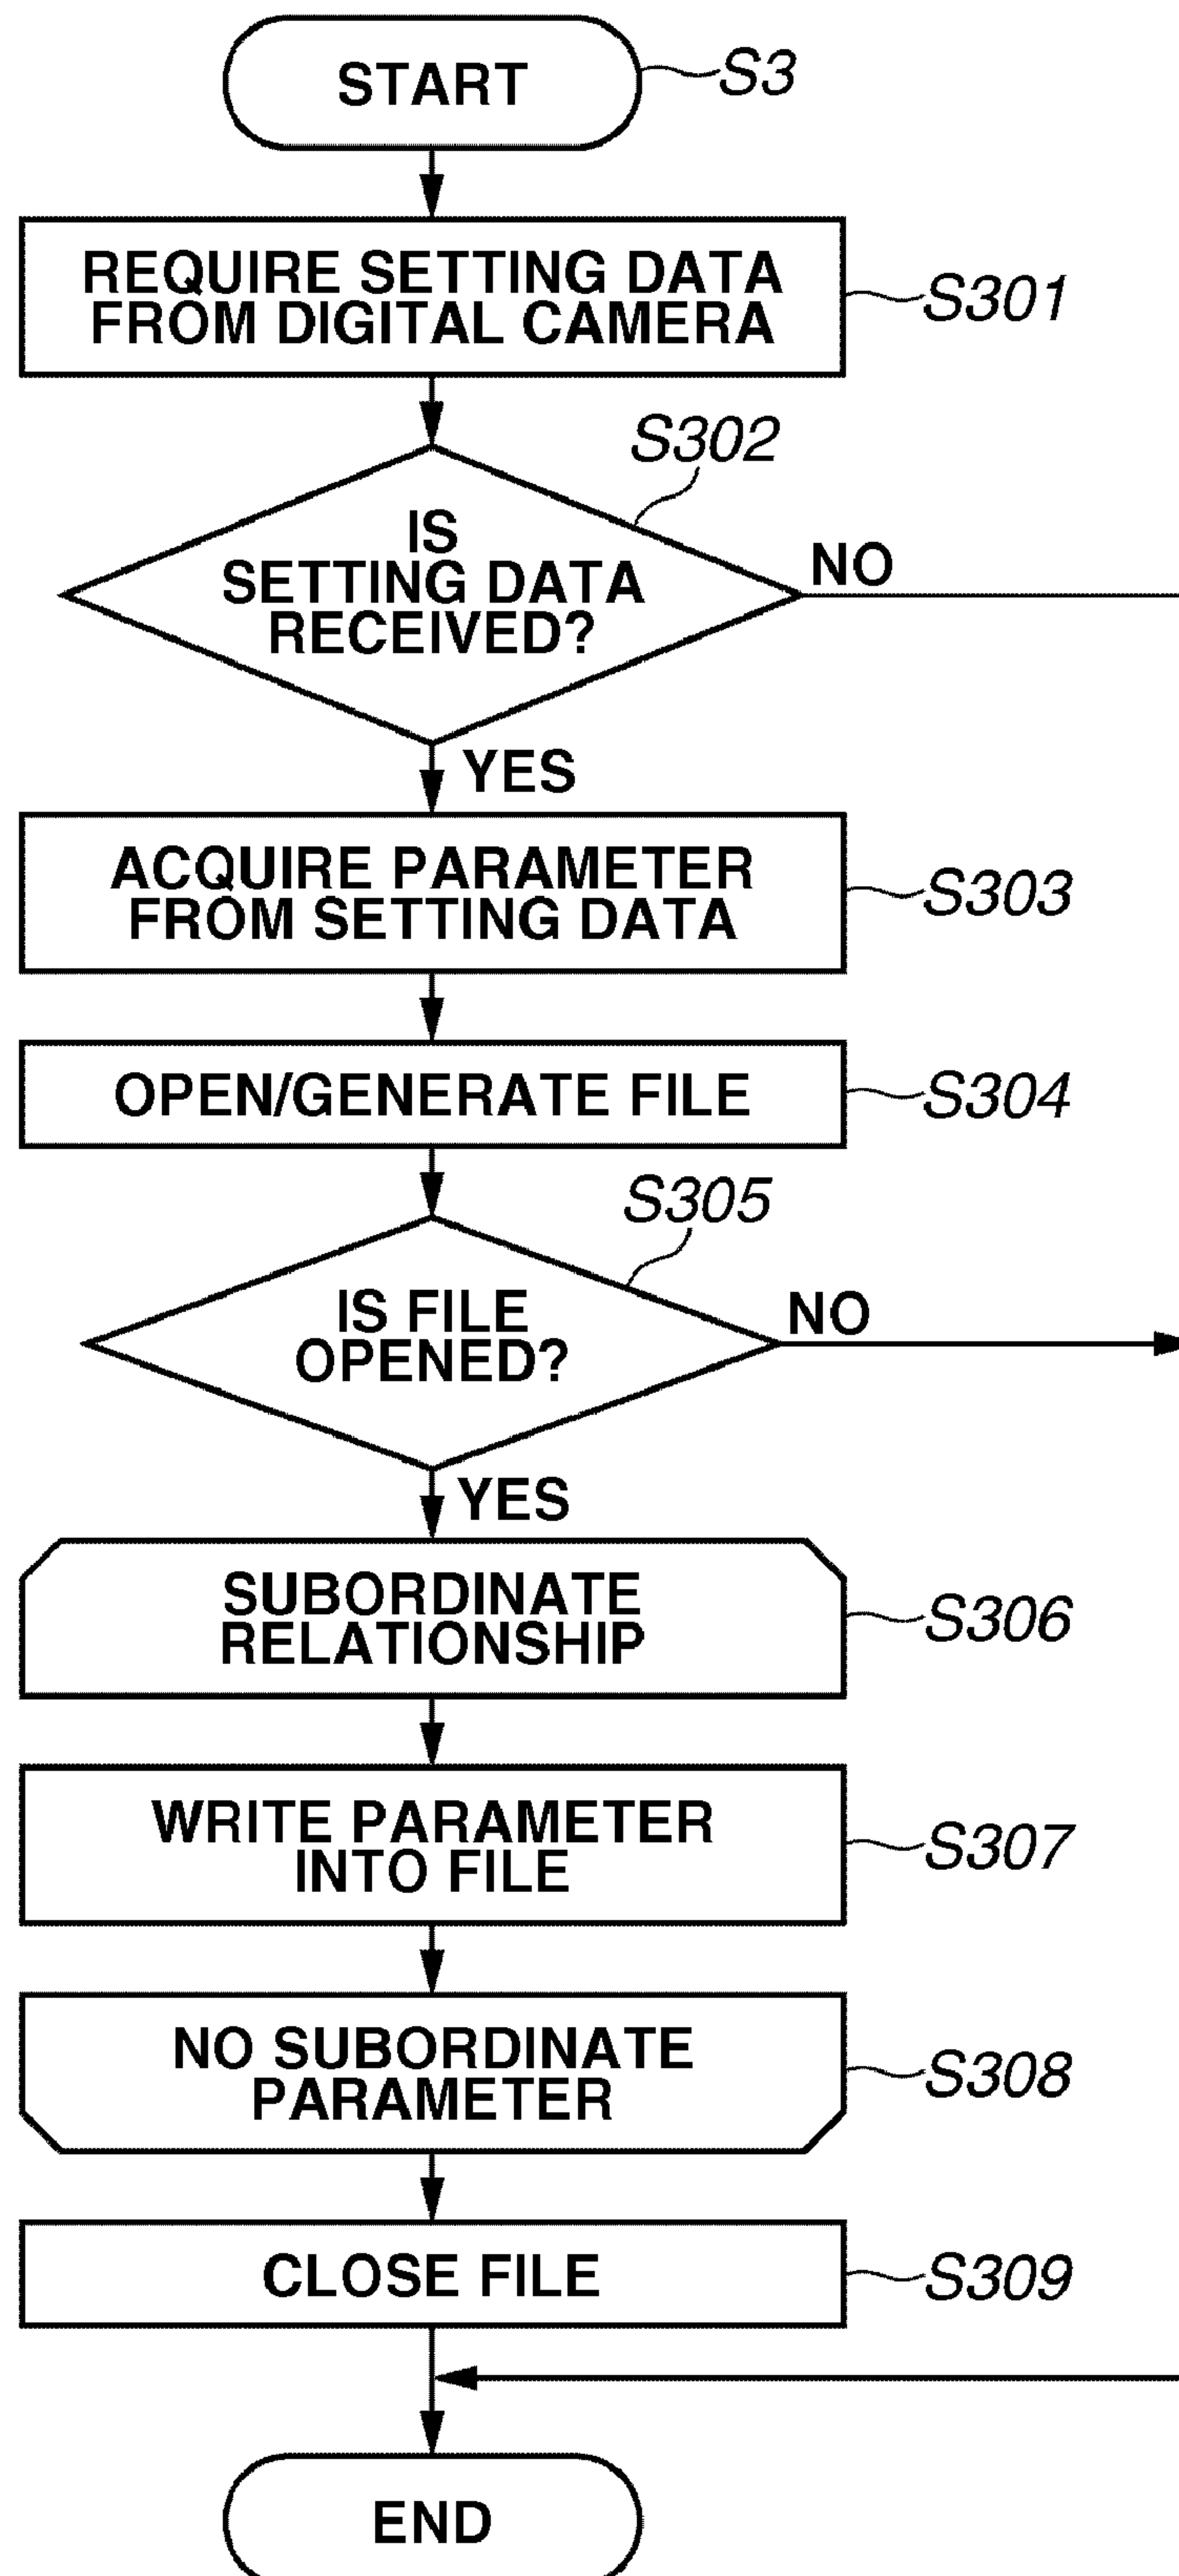 START
S3
REQUIRE SETTING DATA
FROM DIGITAL CAMERA
S301
S302
IS
SETTING DATA
RECEIVED?
NO
YES
ACQUIRE PARAMETER
FROM SETTING DATA
S303
OPEN/GENERATE FILE
S304
S305
IS FILE
OPENED?
NO
YES
SUBORDINATE
RELATIONSHIP
S306
WRITE PARAMETER
INTO FILE
S307
NO SUBORDINATE
PARAMETER
S308
CLOSE FILE
S309
END